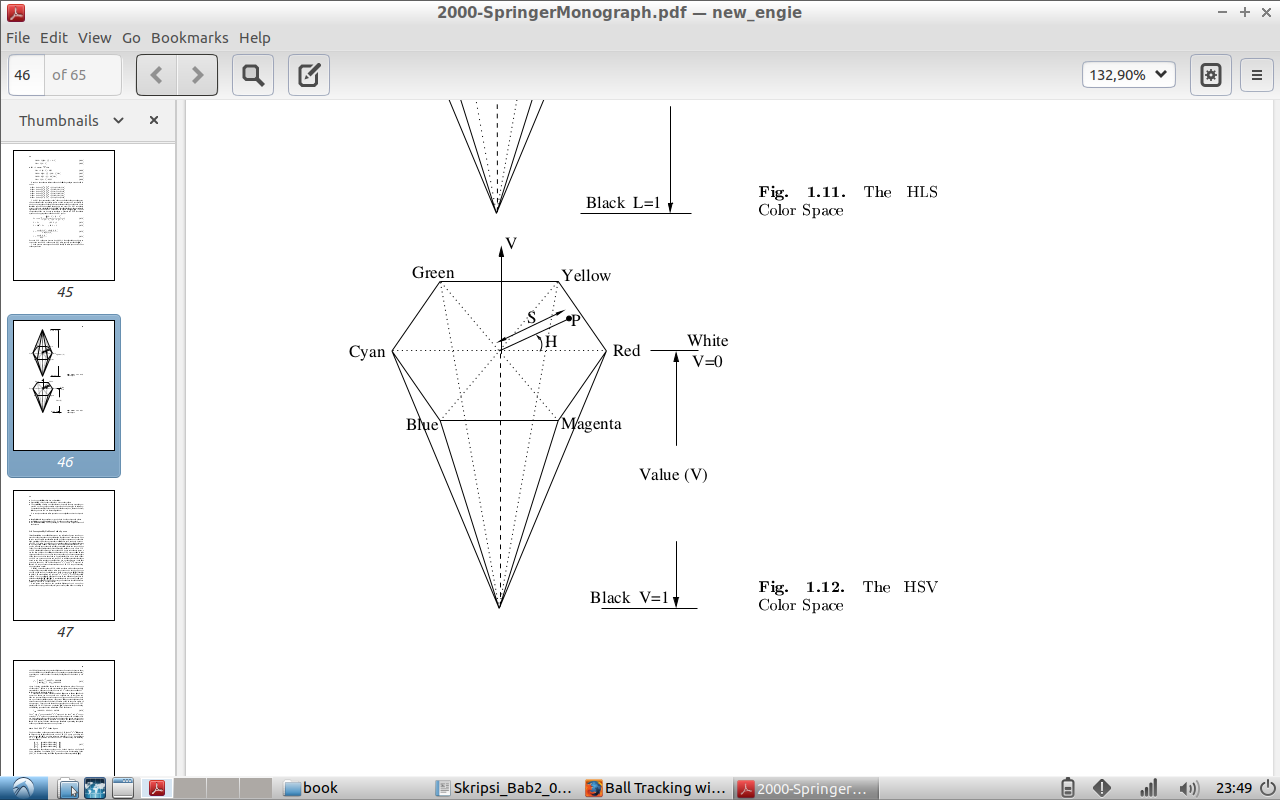 2000-SpringerMonograph.pdf — new_engie
File Edit View Go Bookmarks Help
46 of 65
132,90%
Thumbnails
45
46
47
Black L=1
Fig. 1.11. The HLS
Color Space
V
Green
Yellow
S
P
H
Cyan
Red
White
V=0
Blue
Magenta
Value (V)
Black V=1
Fig. 1.12. The HSV
Color Space
book
Skripsi_Bab2_0...
Ball Tracking wi...
2000-Springer...
23:49